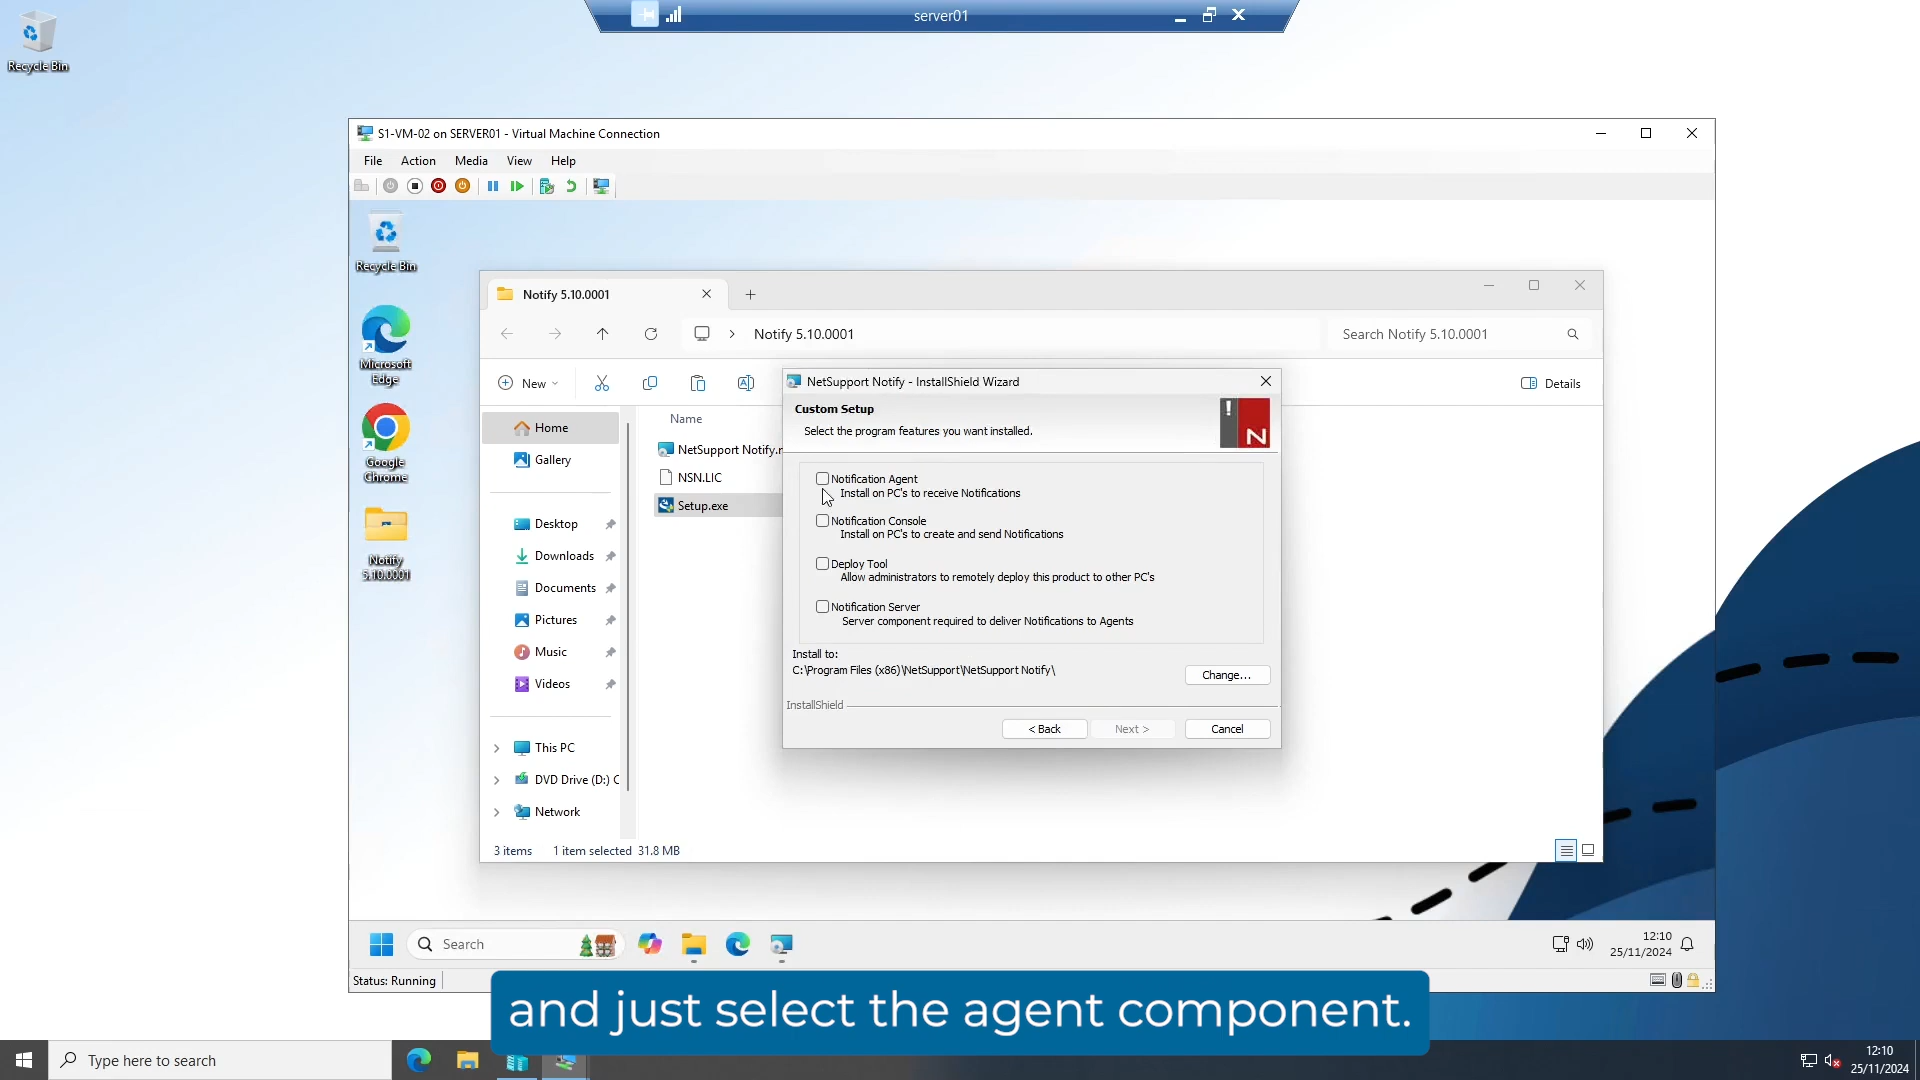 server01
Recycle Bin
S1-VM-02 on SERVER01 - Virtual Machine Connection
File Action Media View Help
Recycle Bin
Microsoft
Edge
Google
Chrome
Notify
5.10.0001
Notify 5.10.0001
Notify 5.10.0001
Search Notify 5.10.0001
New
Details
Home
Gallery
Desktop
Downloads
Documents
Pictures
Music
Videos
This PC
DVD Drive (D:) C
Network
Name
NetSupport Notify.
NSN.LIC
Setup.exe
3 items 1 item selected 31.8 MB
NetSupport Notify - InstallShield Wizard
Custom Setup
Select the program features you want installed.
! N
Notification Agent
Install on PC's to receive Notifications
Notification Console
Install on PC's to create and send Notifications
Deploy Tool
Allow administrators to remotely deploy this product to other PC's
Notification Server
Server component required to deliver Notifications to Agents
Install to:
C:\Program Files (x86)\NetSupport\NetSupport Notify\
Change...
InstallShield
< Back
Next >
Cancel
Search
12:10
25/11/2024
Status: Running
and just select the agent component.
Type here to search
12:10
25/11/2024